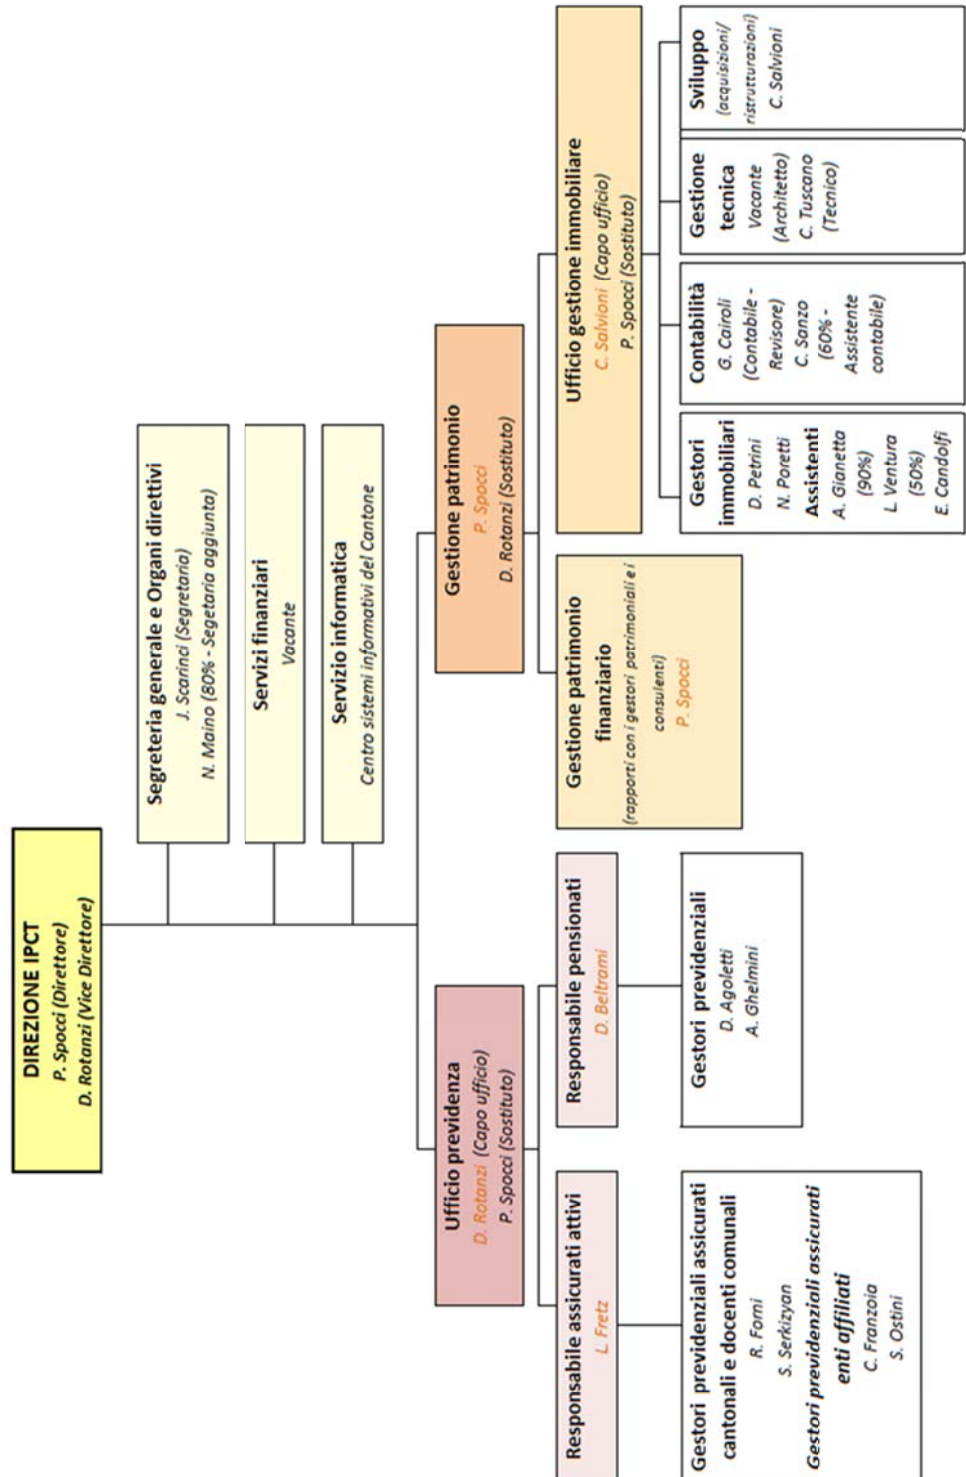 DIREZIONE IPCT
P. Spocci (Direttore)
D. Rotanzi (Vice Direttore)
Segreteria generale e Organi direttivi
J. Scarinci (Segretaria)
N. Maino (80% - Segetaria aggiunta)
Servizi finanziari
Vacante
Servizio informatica
Centro sistemi informativi del Cantone
Ufficio previdenza
D. Rotanzi (Capo ufficio)
P. Spocci (Sostituto)
Gestione patrimonio
P. Spocci
D. Rotanzi (Sostituto)
Responsabile assicurati attivi
L. Fretz
Responsabile pensionati
D. Beltrami
Gestione patrimonio
finanziario
(rapporti con i gestori patrimoniali e i
consulenti)
P. Spocci
Ufficio gestione immobiliare
C. Salvioni (Capo ufficio)
P. Spocci (Sostituto)
Gestori previdenziali assicurati
cantonali e docenti comunali
R. Forni
S. Serkizyan
Gestori previdenziali assicurati
enti affiliati
C. Franzoia
S. Ostini
Gestori previdenziali
D. Agoletti
A. Ghelmini
Gestori
immobiliari
D. Petrini
N. Poretti
Assistenti
A. Gianetta
(90%)
L. Ventura
(50%)
E. Candolfi
Contabilità
G. Cairoli
(Contabile -
Revisore)
C. Sanzo
(60% -
Assistente
contabile)
Gestione
tecnica
Vacante
(Architetto)
C. Tuscano
(Tecnico)
Sviluppo
(acquisizioni/
ristrutturazioni)
C. Salvioni